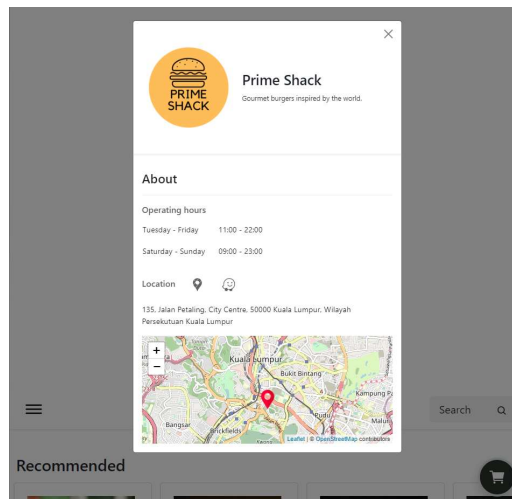 PRIME
SHACK
Prime Shack
Gourmet burgers inspired by the world.
About
Operating hours
Tuesday - Friday 11:00 - 22:00
Saturday - Sunday 09:00 - 23:00
Location
135, Jalan Petaling, City Centre, 50000 Kuala Lumpur, Wilayah
Persekutuan Kuala Lumpur
+
−
Kuala Lumpur
Bukit Bintang
Kampung P
Pudu
Malur
Bangsar
Brickfields
Leaflet | © OpenStreetMap contributors
Search
Recommended